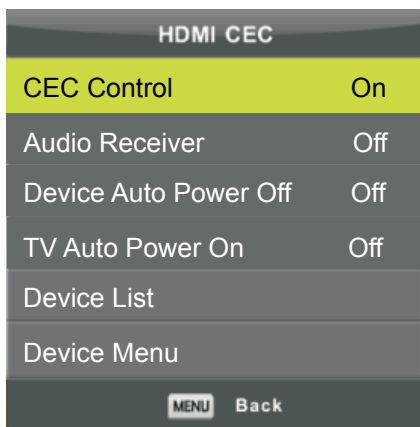 HDMI CEC
CEC Control On
Audio Receiver Off
Device Auto Power Off Off
TV Auto Power On Off
Device List
Device Menu
MENU Back